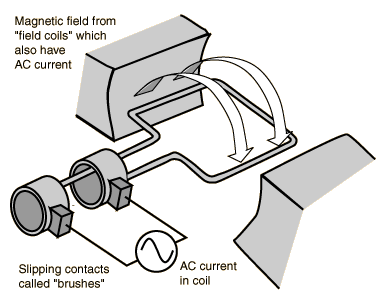 Magnetic field from
"field coils" which
also have
AC current
Slipping contacts
called "brushes"
AC current
in coil